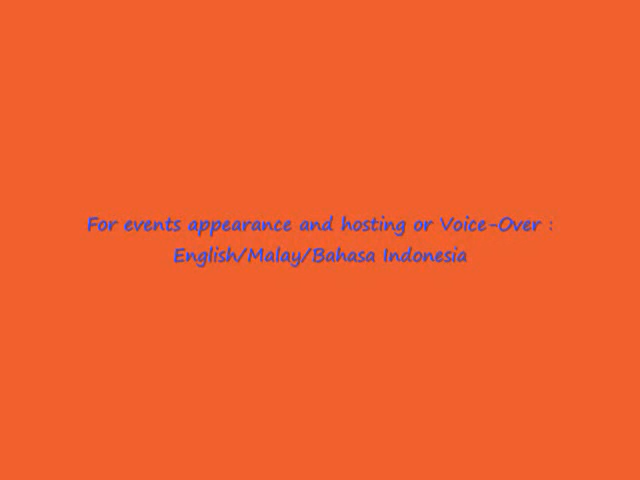 For events appearance and hosting or Voice-Over :
English/Malay/Bahasa Indonesia